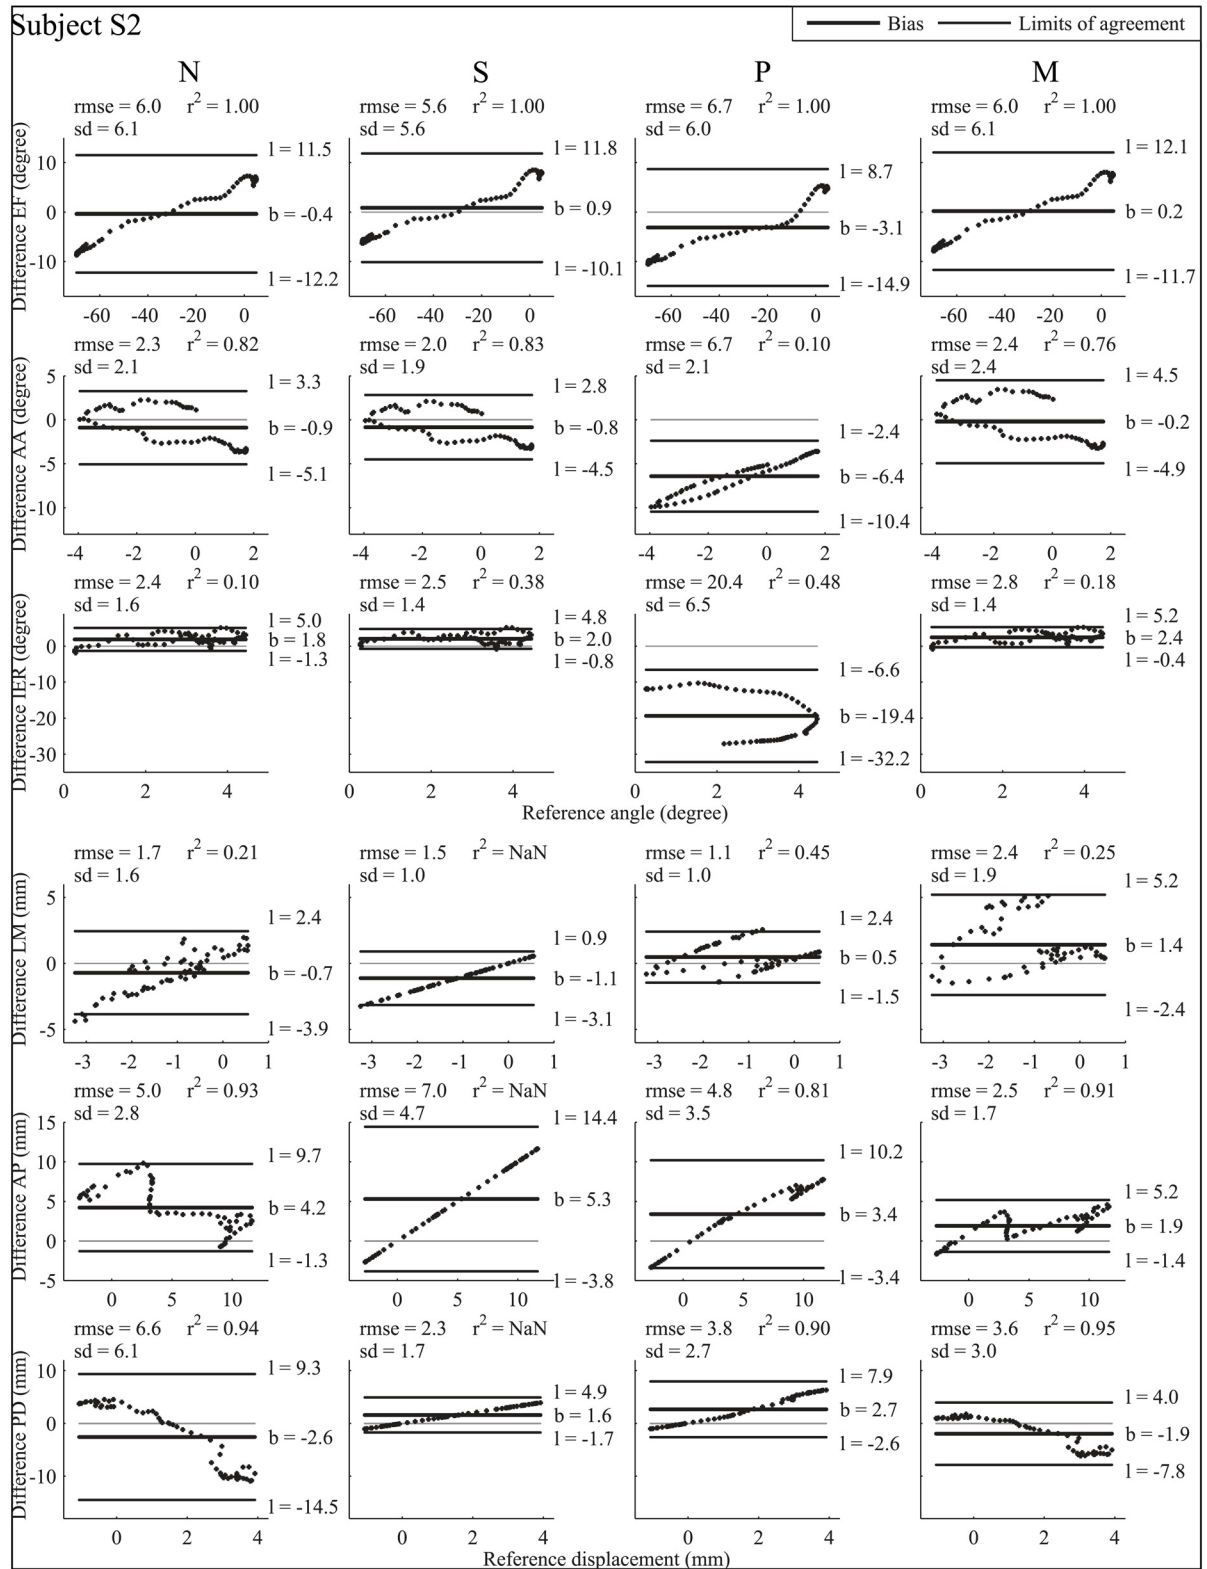 Subject S2
Bias Limits of agreement
N S P M
rmse = 6.0 r² = 1.00 rmse = 5.6 r² = 1.00 rmse = 6.7 r² = 1.00 rmse = 6.0 r² = 1.00
sd = 6.1 sd = 5.6 sd = 6.0 sd = 6.1
Difference EF (degree)
10
0
-10
l = 11.5 l = 11.8 l = 8.7 l = 12.1
b = -0.4 b = 0.9 b = -3.1 b = 0.2
l = -12.2 l = -10.1 l = -14.9 l = -11.7
-60 -40 -20 0 -60 -40 -20 0 -60 -40 -20 0 -60 -40 -20 0
rmse = 2.3 r² = 0.82 rmse = 2.0 r² = 0.83 rmse = 6.7 r² = 0.10 rmse = 2.4 r² = 0.76
sd = 2.1 sd = 1.9 sd = 2.1 sd = 2.4
Difference AA (degree)
5
0
-5
-10
l = 3.3 l = 2.8 l = -2.4 l = 4.5
b = -0.9 b = -0.8 b = -6.4 b = -0.2
l = -5.1 l = -4.5 l = -10.4 l = -4.9
-4 -2 0 2 -4 -2 0 2 -4 -2 0 2 -4 -2 0 2
rmse = 2.4 r² = 0.10 rmse = 2.5 r² = 0.38 rmse = 20.4 r² = 0.48 rmse = 2.8 r² = 0.18
sd = 1.6 sd = 1.4 sd = 6.5 sd = 1.4
Difference IER (degree)
0
-10
-20
-30
l = 5.0 l = 4.8 l = -6.6 l = 5.2
b = 1.8 b = 2.0 b = -19.4 b = 2.4
l = -1.3 l = -0.8 l = -32.2 l = -0.4
0 2 4 0 2 4 0 2 4 0 2 4
Reference angle (degree)
rmse = 1.7 r² = 0.21 rmse = 1.5 r² = NaN rmse = 1.1 r² = 0.45 rmse = 2.4 r² = 0.25
sd = 1.6 sd = 1.0 sd = 1.0 sd = 1.9
Difference LM (mm)
5
0
-5
l = 2.4 l = 0.9 l = 2.4 l = 5.2
b = -0.7 b = -1.1 b = 0.5 b = 1.4
l = -3.9 l = -3.1 l = -1.5 l = -2.4
-3 -2 -1 0 1 -3 -2 -1 0 1 -3 -2 -1 0 1 -3 -2 -1 0 1
rmse = 5.0 r² = 0.93 rmse = 7.0 r² = NaN rmse = 4.8 r² = 0.81 rmse = 2.5 r² = 0.91
sd = 2.8 sd = 4.7 sd = 3.5 sd = 1.7
Difference AP (mm)
15
10
5
0
-5
l = 9.7 l = 14.4 l = 10.2 l = 5.2
b = 4.2 b = 5.3 b = 3.4 b = 1.9
l = -1.3 l = -3.8 l = -3.4 l = -1.4
0 5 10 0 5 10 0 5 10 0 5 10
rmse = 6.6 r² = 0.94 rmse = 2.3 r² = NaN rmse = 3.8 r² = 0.90 rmse = 3.6 r² = 0.95
sd = 6.1 sd = 1.7 sd = 2.7 sd = 3.0
Difference PD (mm)
10
0
-10
l = 9.3 l = 4.9 l = 7.9 l = 4.0
b = -2.6 b = 1.6 b = 2.7 b = -1.9
l = -14.5 l = -1.7 l = -2.6 l = -7.8
0 2 4 0 2 4 0 2 4 0 2 4
Reference displacement (mm)